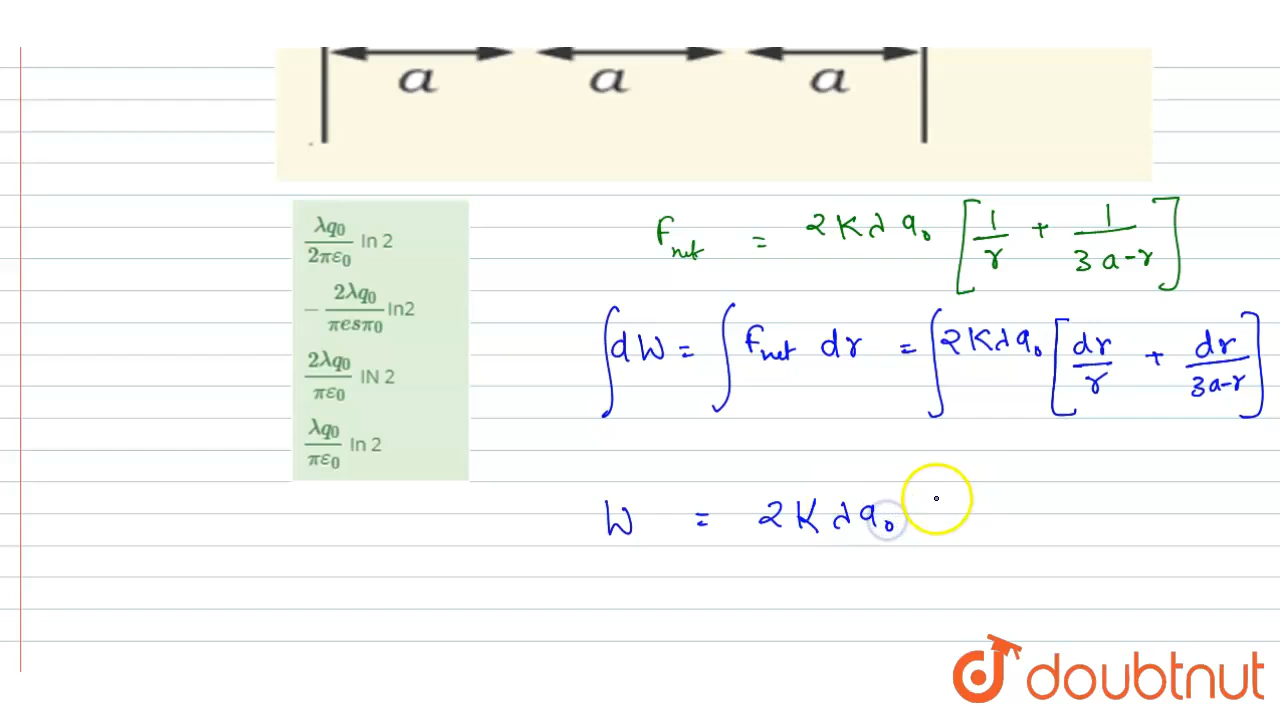 a a a
λq₀/2πε₀ ln 2
− 2λq₀/πesπ₀ ln2
2λq₀/πε₀ IN 2
λq₀/πε₀ ln 2
Fnet = 2Kλq₀ [1/r + 1/3a-r]
∫dW = ∫Fnet dr = ∫2Kλq₀ [dr/r + dr/3a-r]
W = 2Kλq₀
doubtnut